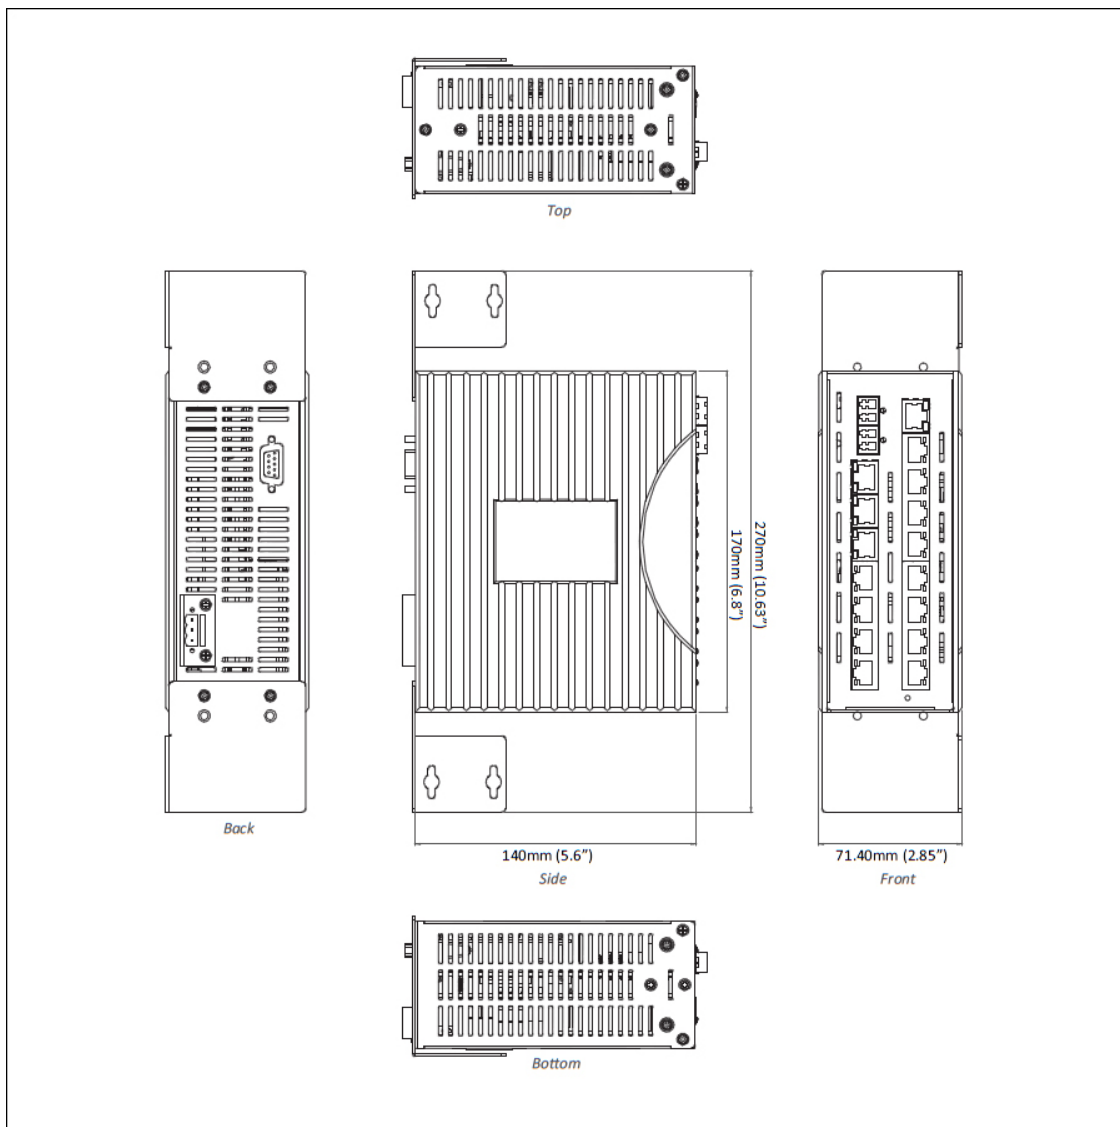 Top
270mm (10.63”)
170mm (6.8”)
Back
140mm (5.6”)
Side
71.40mm (2.85”)
Front
Bottom